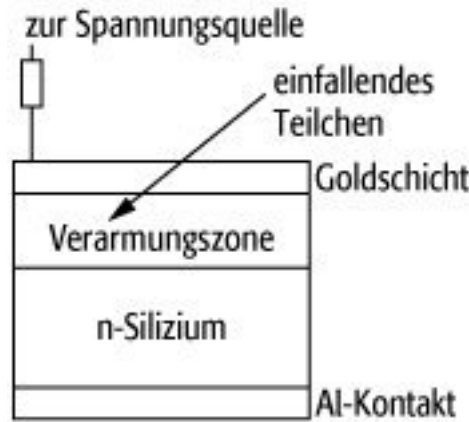 zur Spannungsquelle
einfallendes
Teilchen
Goldschicht
Verarmungszone
n-Silizium
Al-Kontakt